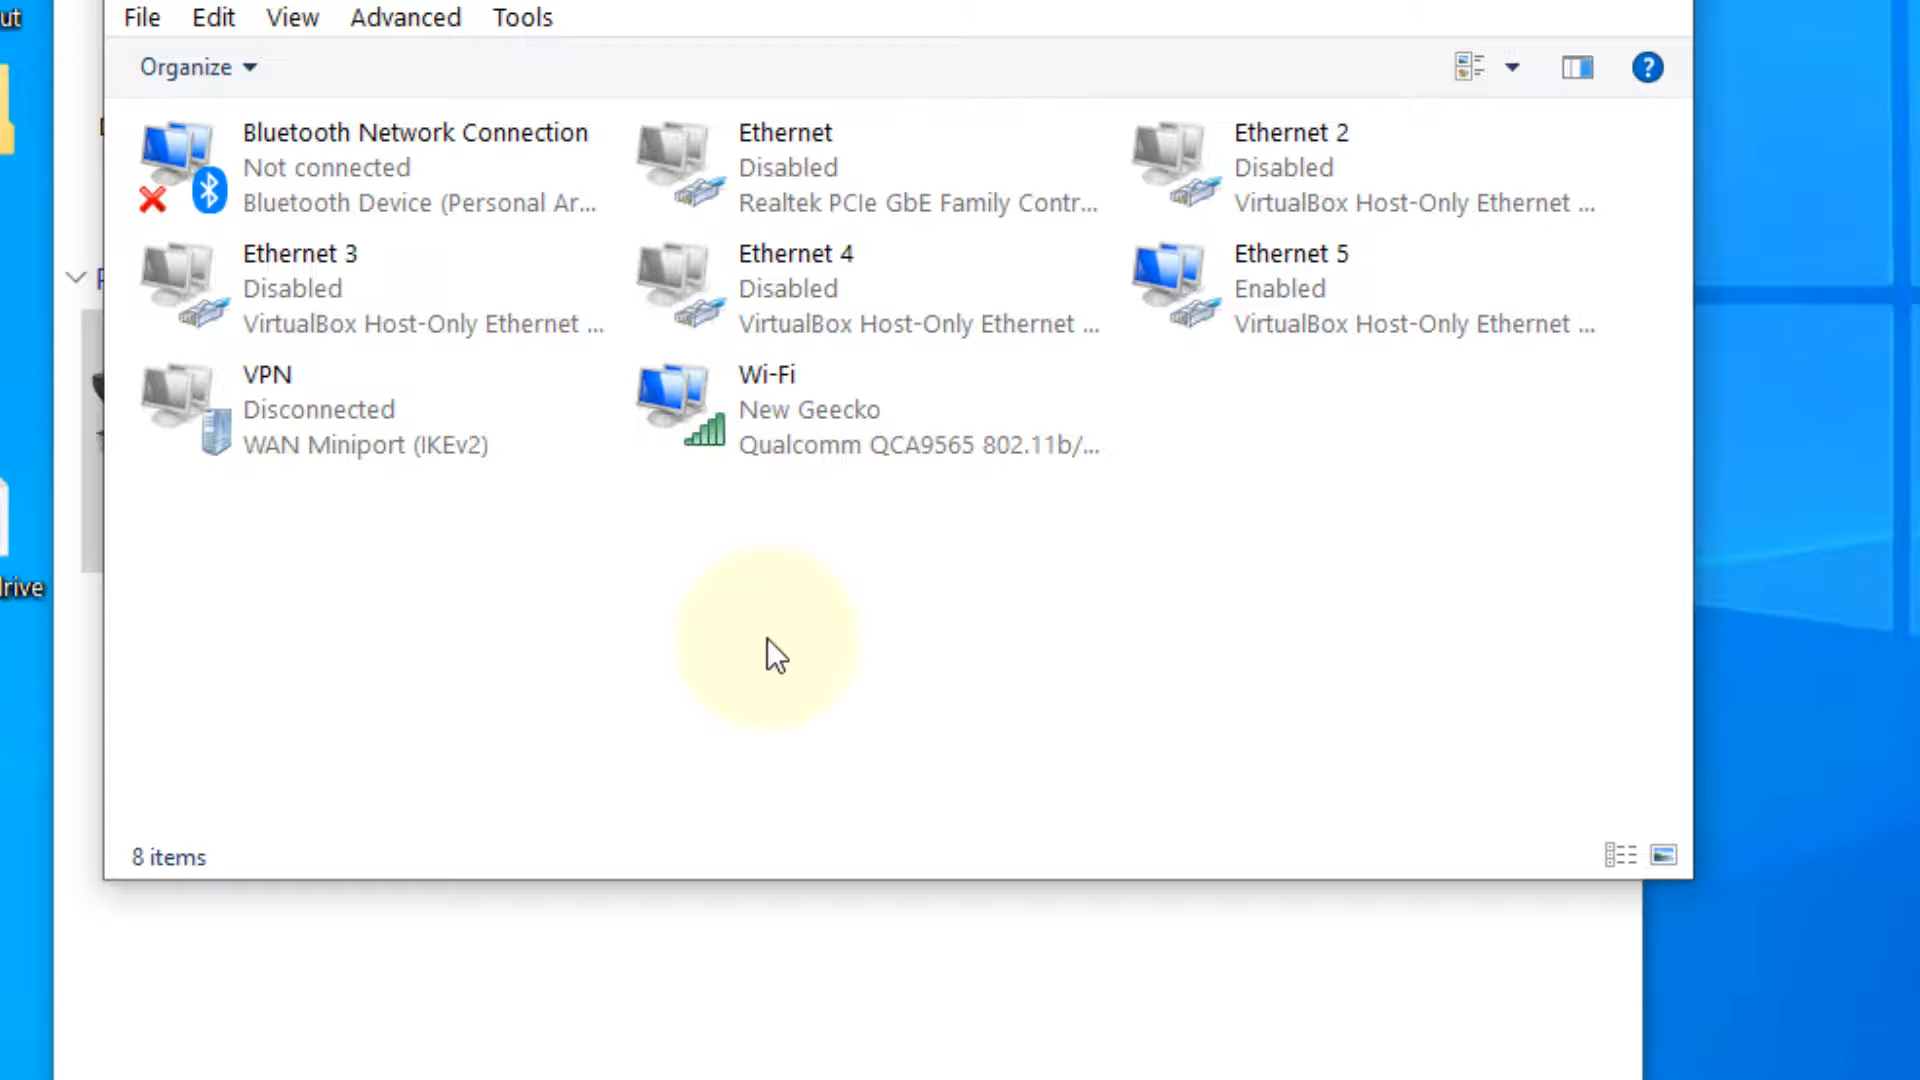 ut
File Edit View Advanced Tools
Organize
Bluetooth Network Connection
Not connected
Bluetooth Device (Personal Ar...
Ethernet
Disabled
Realtek PCIe GbE Family Contr...
Ethernet 2
Disabled
VirtualBox Host-Only Ethernet ...
Ethernet 3
Disabled
VirtualBox Host-Only Ethernet ...
Ethernet 4
Disabled
VirtualBox Host-Only Ethernet ...
Ethernet 5
Enabled
VirtualBox Host-Only Ethernet ...
VPN
Disconnected
WAN Miniport (IKEv2)
Wi-Fi
New Geecko
Qualcomm QCA9565 802.11b/...
drive
8 items